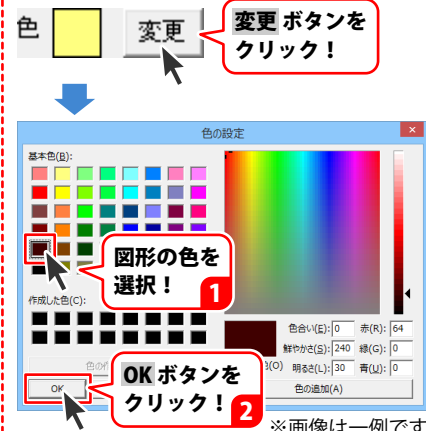 色
変更
変更 ボタンを
クリック！
色の設定
×
基本色(B):
図形の色を
選択！
1
作成した色(C):
色合い(E): 0 赤(R): 64
鮮やかさ(S): 240 緑(G): 0
(O) 明るさ(L): 30 青(U): 0
色の
OK
色の追加(A)
OK ボタンを
クリック！
2
※画像は一例です